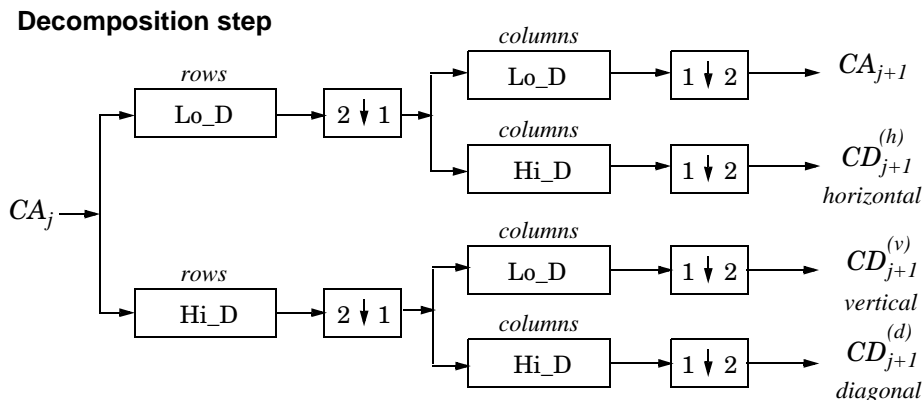 Decomposition step
columns
rows
Lo_D
1 ↓ 2
CA_{j+1}
Lo_D
2 ↓ 1
columns
Hi_D
1 ↓ 2
CD_{j+1}^{(h)}
horizontal
CA_j
columns
rows
Lo_D
1 ↓ 2
CD_{j+1}^{(v)}
vertical
Hi_D
2 ↓ 1
columns
Hi_D
1 ↓ 2
CD_{j+1}^{(d)}
diagonal